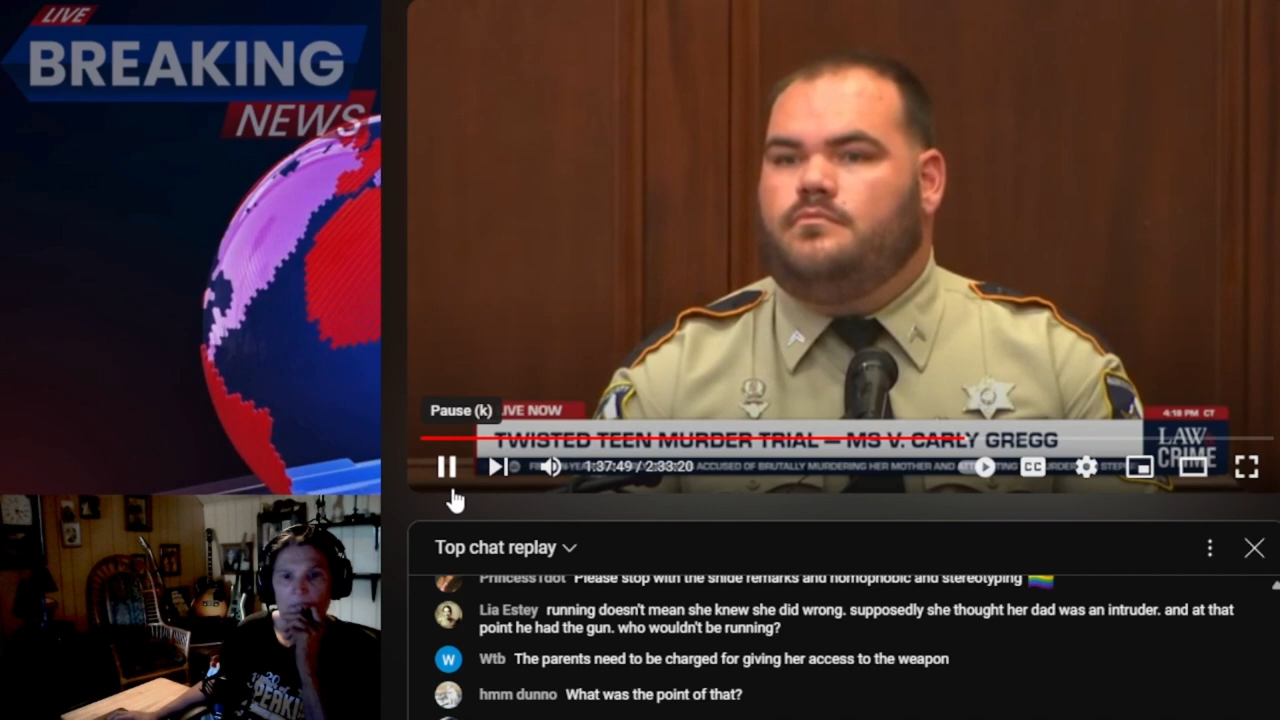 LIVE
BREAKING
NEWS
Pause (k)
LIVE NOW
4:18 PM CT
TWISTED TEEN MURDER TRIAL — MS V. CARLY GREGG
LAW&
CRIME
ACCUSED OF BRUTALLY MURDERING HER MOTHER AND
1:37:49 / 2:33:20
CC
Top chat replay
PrincessTdot Please stop with the snide remarks and homophobic and stereotyping
Lia Estey running doesn't mean she knew she did wrong. supposedly she thought her dad was an intruder. and at that
point he had the gun. who wouldn't be running?
W
Wtb The parents need to be charged for giving her access to the weapon
hmm dunno What was the point of that?